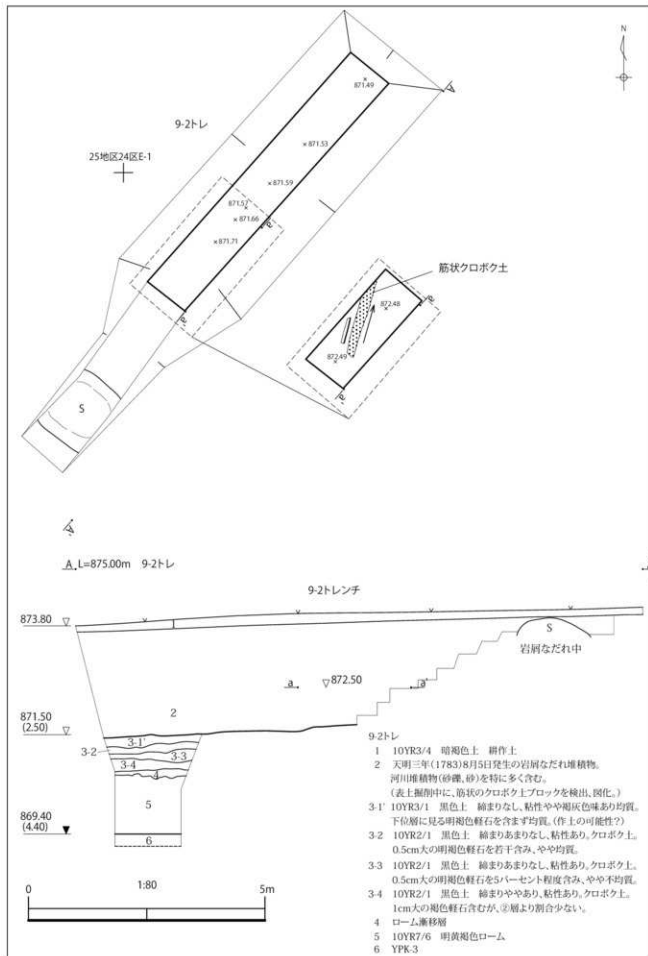 N
871.49
9-2トレ
871.53
25地区24区E-1
871.59
871.57
871.66
871.71
筋状クロボク土
872.48
872.49
S
A
A L=875.00m 9-2トレ
9-2トレンチ
873.80
S
岩屑なだれ中
a 872.50 a'
2
871.50
(2.50)
3-1'
3-2
3-3
3-4
4
5
869.40
(4.40)
6
0 1:80 5m
9-2トレ
1 10YR3/4 暗褐色土 耕作土
2 天明三年(1783)8月5日発生の岩屑なだれ堆積物。
河川堆積物(砂礫、砂)を特に多く含む。
(表土掘削中に、筋状のクロボク土ブロックを検出、図化。)
3-1' 10YR3/1 黒色土 締まりなし、粘性やや褐灰色味あり均質。
下位層に見る明褐色軽石を含まず均質。(作土の可能性?)
3-2 10YR2/1 黒色土 締まりあまりなし、粘性あり。クロボク土。
0.5cm大の明褐色軽石を若干含み、やや均質。
3-3 10YR2/1 黒色土 締まりあまりなし、粘性あり。クロボク土。
0.5cm大の明褐色軽石を5パーセント程度含み、やや不均質。
3-4 10YR2/1 黒色土 締まりややあり、粘性あり。クロボク土。
1cm大の褐色軽石含むが、②層より割合少ない。
4 ローム漸移層
5 10YR7/6 明黄褐色ローム
6 YPK-3